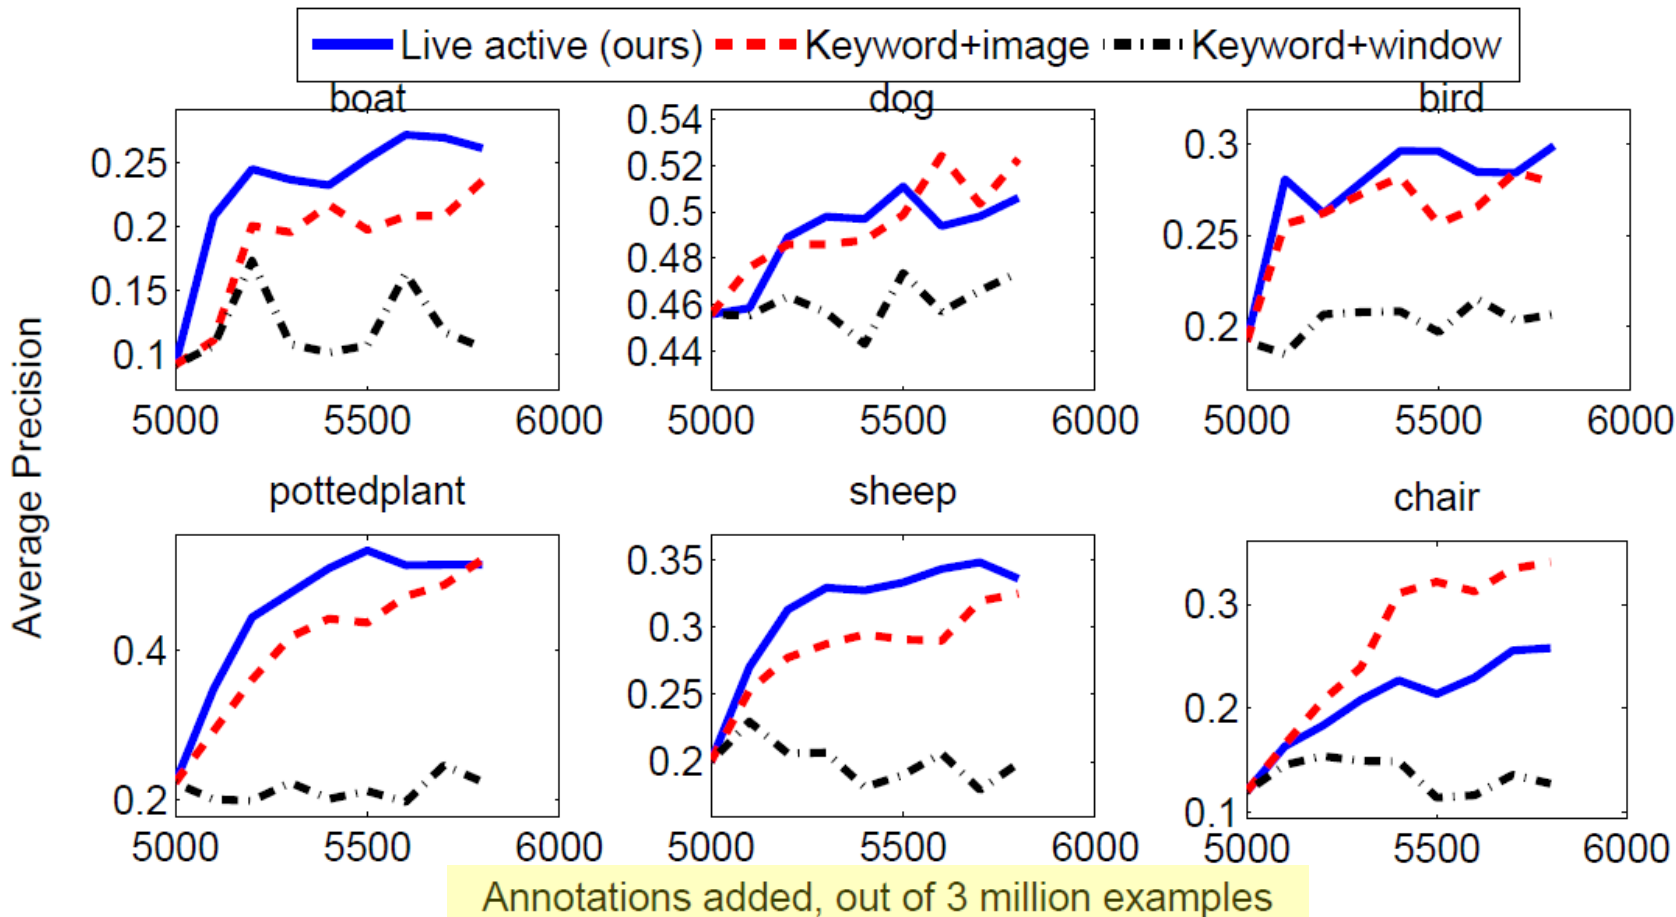 Live active (ours) Keyword+image Keyword+window
boat dog bird
0.25
0.2
0.15
0.1
5000 5500 6000
0.54
0.52
0.5
0.48
0.46
0.44
5000 5500 6000
0.3
0.25
0.2
5000 5500 6000
Average Precision
pottedplant sheep chair
0.4
0.2
5000 5500 6000
0.35
0.3
0.25
0.2
5000 5500 6000
0.3
0.2
0.1
5000 5500 6000
Annotations added, out of 3 million examples